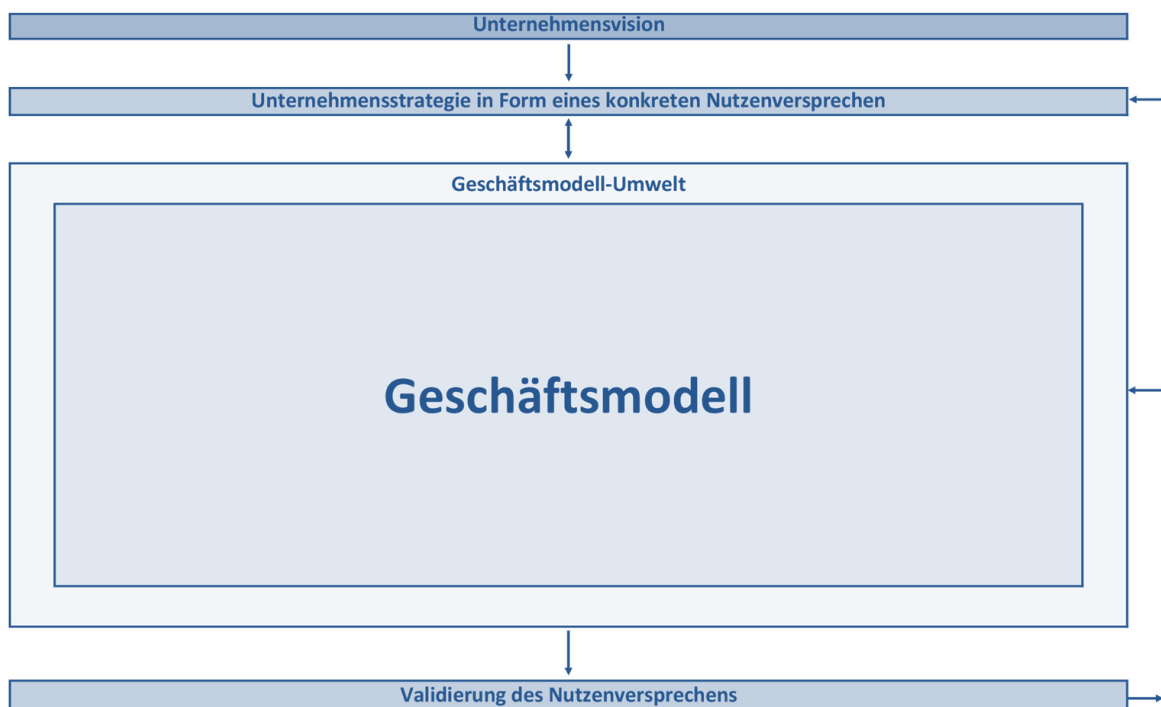 Unternehmensvision
Unternehmensstrategie in Form eines konkreten Nutzenversprechen
Geschäftsmodell-Umwelt
Geschäftsmodell
Validierung des Nutzenversprechens